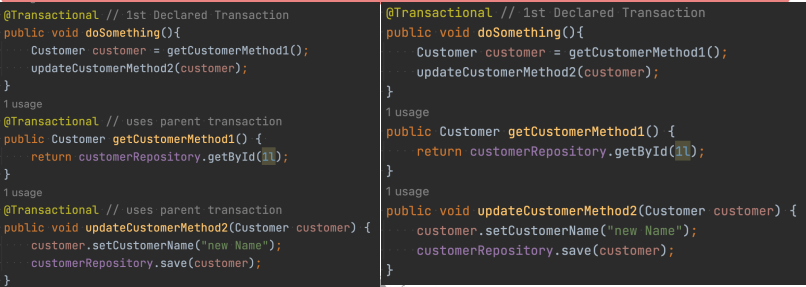 @Transactional // 1st Declared Transaction
public void doSomething(){
    Customer customer = getCustomerMethod1();
    updateCustomerMethod2(customer);
}
1 usage
@Transactional // uses parent transaction
public Customer getCustomerMethod1() {
    return customerRepository.getById(1l);
}
1 usage
@Transactional // uses parent transaction
public void updateCustomerMethod2(Customer customer) {
    customer.setCustomerName("new Name");
    customerRepository.save(customer);
}
@Transactional // 1st Declared Transaction
public void doSomething(){
    Customer customer = getCustomerMethod1();
    updateCustomerMethod2(customer);
}
1 usage
public Customer getCustomerMethod1() {
    return customerRepository.getById(1l);
}
1 usage
public void updateCustomerMethod2(Customer customer) {
    customer.setCustomerName("new Name");
    customerRepository.save(customer);
}